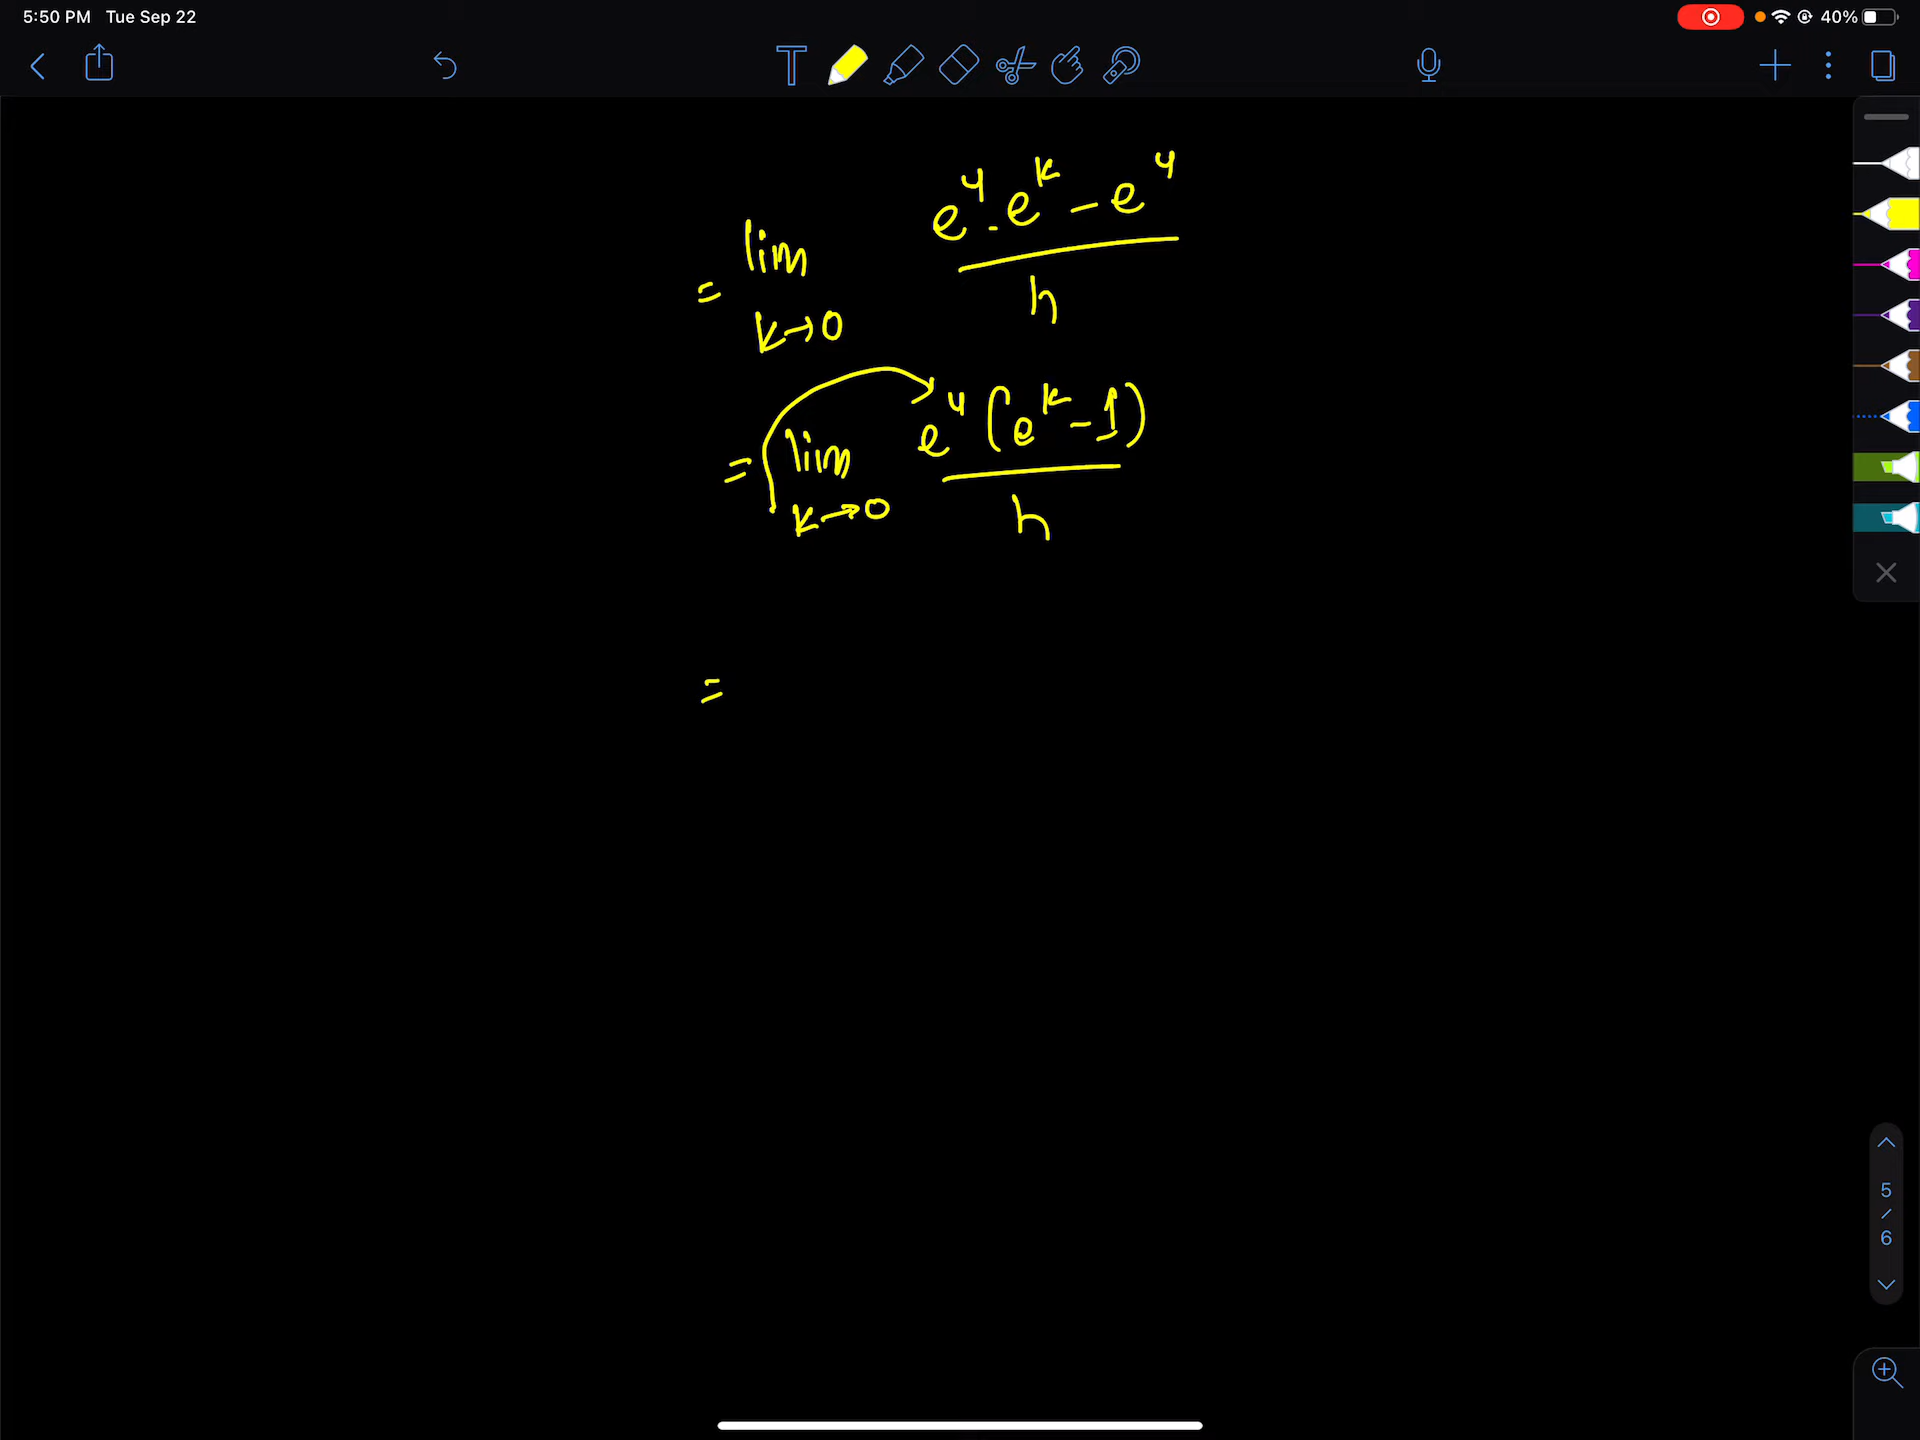 5:50 PM Tue Sep 22
40%
T
e^4 . e^k - e^4
= lim
k→0
h
= lim e^4 (e^k - 1)
k→0
h
=
5
/
6